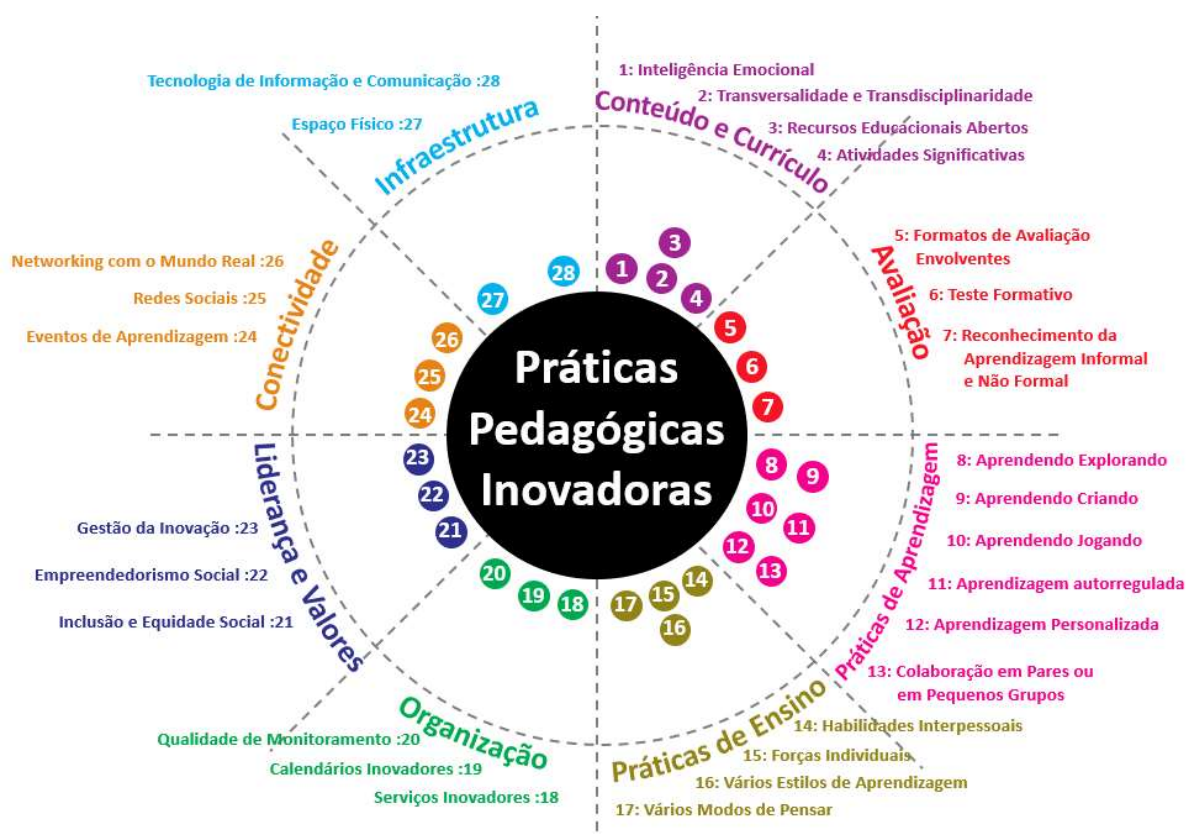 Práticas
Pedagógicas
Inovadoras
Conteúdo e Currículo
1: Inteligência Emocional
2: Transversalidade e Transdisciplinaridade
3: Recursos Educacionais Abertos
4: Atividades Significativas
Avaliação
5: Formatos de Avaliação
Envolventes
6: Teste Formativo
7: Reconhecimento da
Aprendizagem Informal
e Não Formal
Práticas de Aprendizagem
8: Aprendendo Explorando
9: Aprendendo Criando
10: Aprendendo Jogando
11: Aprendizagem autorregulada
12: Aprendizagem Personalizada
13: Colaboração em Pares ou
em Pequenos Grupos
Práticas de Ensino
14: Habilidades Interpessoais
15: Forças Individuais
16: Vários Estilos de Aprendizagem
17: Vários Modos de Pensar
Organização
Serviços Inovadores :18
Calendários Inovadores :19
Qualidade de Monitoramento :20
Liderança e Valores
Inclusão e Equidade Social :21
Empreendedorismo Social :22
Gestão da Inovação :23
Conectividade
Eventos de Aprendizagem :24
Redes Sociais :25
Networking com o Mundo Real :26
Infraestrutura
Espaço Físico :27
Tecnologia de Informação e Comunicação :28
1
2
3
4
5
6
7
8
9
10
11
12
13
14
15
16
17
18
19
20
21
22
23
24
25
26
27
28